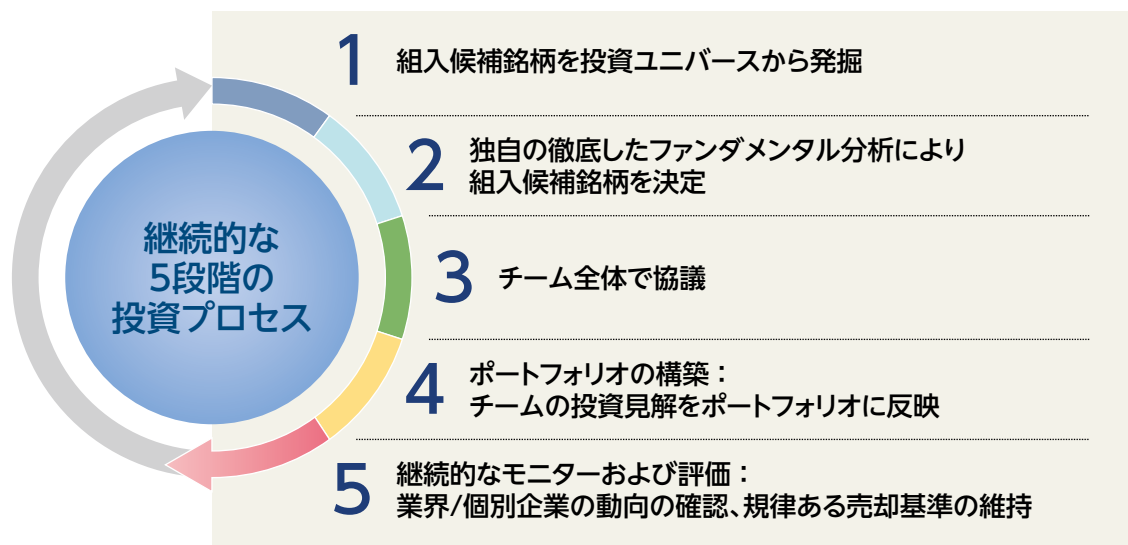 継続的な
5段階の
投資プロセス
1 組入候補銘柄を投資ユニバースから発掘
2 独自の徹底したファンダメンタル分析により
組入候補銘柄を決定
3 チーム全体で協議
4 ポートフォリオの構築：
チームの投資見解をポートフォリオに反映
5 継続的なモニターおよび評価：
業界/個別企業の動向の確認、規律ある売却基準の維持